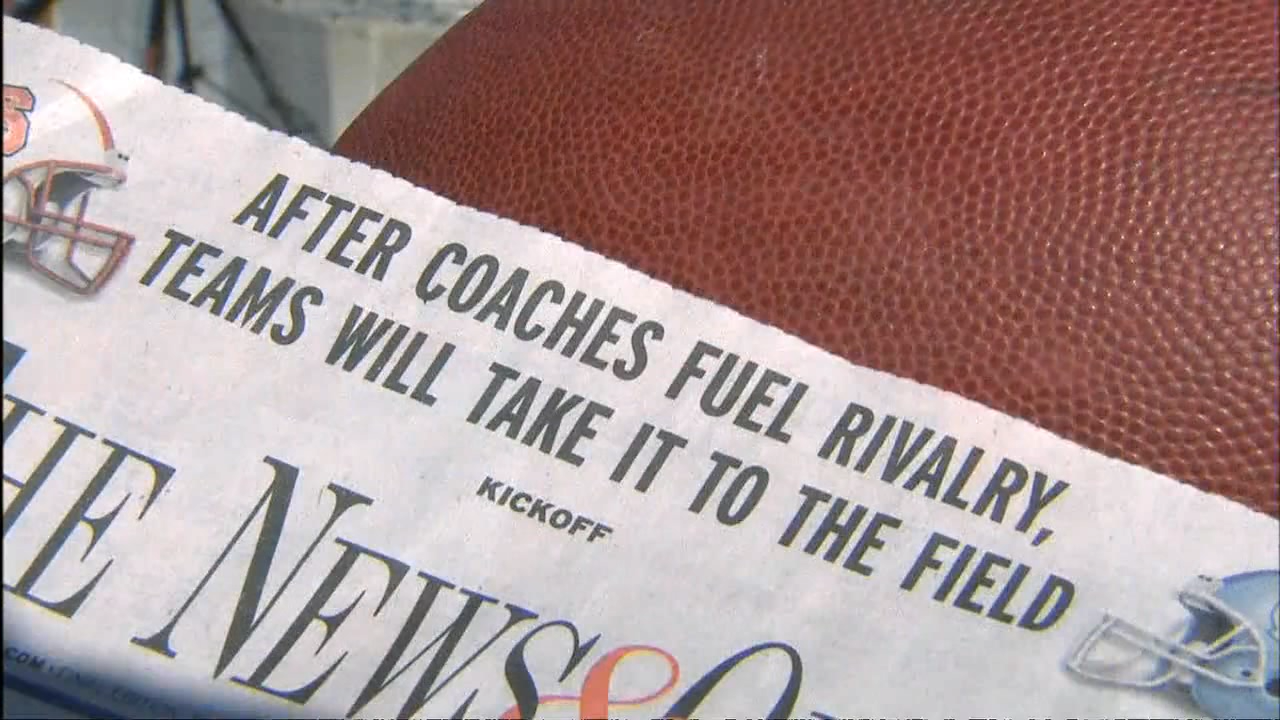 S
AFTER COACHES FUEL RIVALRY,
TEAMS WILL TAKE IT TO THE FIELD
KICKOFF
HE NEWS & O